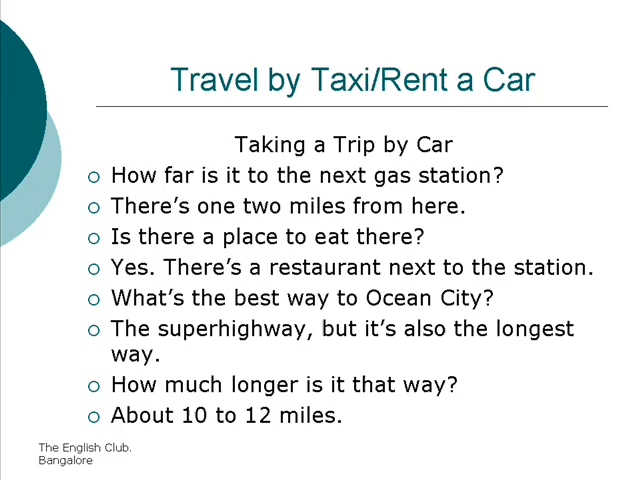 Travel by Taxi/Rent a Car
Taking a Trip by Car
How far is it to the next gas station?
There's one two miles from here.
Is there a place to eat there?
Yes. There's a restaurant next to the station.
What's the best way to Ocean City?
The superhighway, but it's also the longest
way.
How much longer is it that way?
About 10 to 12 miles.
The English Club.
Bangalore